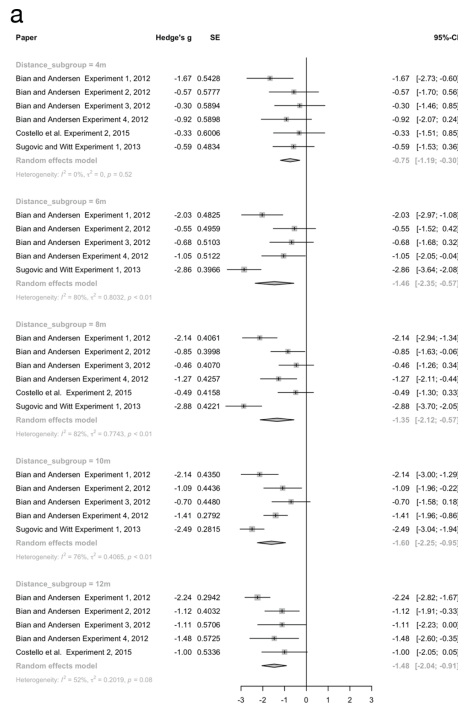 a
Paper Hedge's g SE 95%-CI
Distance_subgroup = 4m
Bian and Andersen Experiment 1, 2012 -1.67 0.5428 -1.67 [-2.73; -0.60]
Bian and Andersen Experiment 2, 2012 -0.57 0.5777 -0.57 [-1.70; 0.56]
Bian and Andersen Experiment 3, 2012 -0.30 0.5894 -0.30 [-1.46; 0.85]
Bian and Andersen Experiment 4, 2012 -0.92 0.5898 -0.92 [-2.07; 0.24]
Costello et al. Experiment 2, 2015 -0.33 0.6006 -0.33 [-1.51; 0.85]
Sugovic and Witt Experiment 1, 2013 -0.59 0.4834 -0.59 [-1.53; 0.36]
Random effects model -0.75 [-1.19; -0.30]
Heterogeneity: I² = 0%, τ² = 0, p = 0.52
Distance_subgroup = 6m
Bian and Andersen Experiment 1, 2012 -2.03 0.4825 -2.03 [-2.97; -1.08]
Bian and Andersen Experiment 2, 2012 -0.55 0.4959 -0.55 [-1.52; 0.42]
Bian and Andersen Experiment 3, 2012 -0.68 0.5103 -0.68 [-1.68; 0.32]
Bian and Andersen Experiment 4, 2012 -1.05 0.5122 -1.05 [-2.05; -0.04]
Sugovic and Witt Experiment 1, 2013 -2.86 0.3966 -2.86 [-3.64; -2.08]
Random effects model -1.46 [-2.35; -0.57]
Heterogeneity: I² = 80%, τ² = 0.8032, p < 0.01
Distance_subgroup = 8m
Bian and Andersen Experiment 1, 2012 -2.14 0.4061 -2.14 [-2.94; -1.34]
Bian and Andersen Experiment 2, 2012 -0.85 0.3998 -0.85 [-1.63; -0.06]
Bian and Andersen Experiment 3, 2012 -0.46 0.4070 -0.46 [-1.26; 0.34]
Bian and Andersen Experiment 4, 2012 -1.27 0.4257 -1.27 [-2.11; -0.44]
Costello et al. Experiment 2, 2015 -0.49 0.4158 -0.49 [-1.30; 0.33]
Sugovic and Witt Experiment 1, 2013 -2.88 0.4221 -2.88 [-3.70; -2.05]
Random effects model -1.35 [-2.12; -0.57]
Heterogeneity: I² = 82%, τ² = 0.7743, p < 0.01
Distance_subgroup = 10m
Bian and Andersen Experiment 1, 2012 -2.14 0.4350 -2.14 [-3.00; -1.29]
Bian and Andersen Experiment 2, 2012 -1.09 0.4436 -1.09 [-1.96; -0.22]
Bian and Andersen Experiment 3, 2012 -0.70 0.4480 -0.70 [-1.58; 0.18]
Bian and Andersen Experiment 4, 2012 -1.41 0.2792 -1.41 [-1.96; -0.86]
Sugovic and Witt Experiment 1, 2013 -2.49 0.2815 -2.49 [-3.04; -1.94]
Random effects model -1.60 [-2.25; -0.95]
Heterogeneity: I² = 76%, τ² = 0.4065, p < 0.01
Distance_subgroup = 12m
Bian and Andersen Experiment 1, 2012 -2.24 0.2942 -2.24 [-2.82; -1.67]
Bian and Andersen Experiment 2, 2012 -1.12 0.4032 -1.12 [-1.91; -0.33]
Bian and Andersen Experiment 3, 2012 -1.11 0.5706 -1.11 [-2.23; 0.00]
Bian and Andersen Experiment 4, 2012 -1.48 0.5725 -1.48 [-2.60; -0.35]
Costello et al. Experiment 2, 2015 -1.00 0.5336 -1.00 [-2.05; 0.05]
Random effects model -1.48 [-2.04; -0.91]
Heterogeneity: I² = 52%, τ² = 0.2019, p = 0.08
-3 -2 -1 0 1 2 3